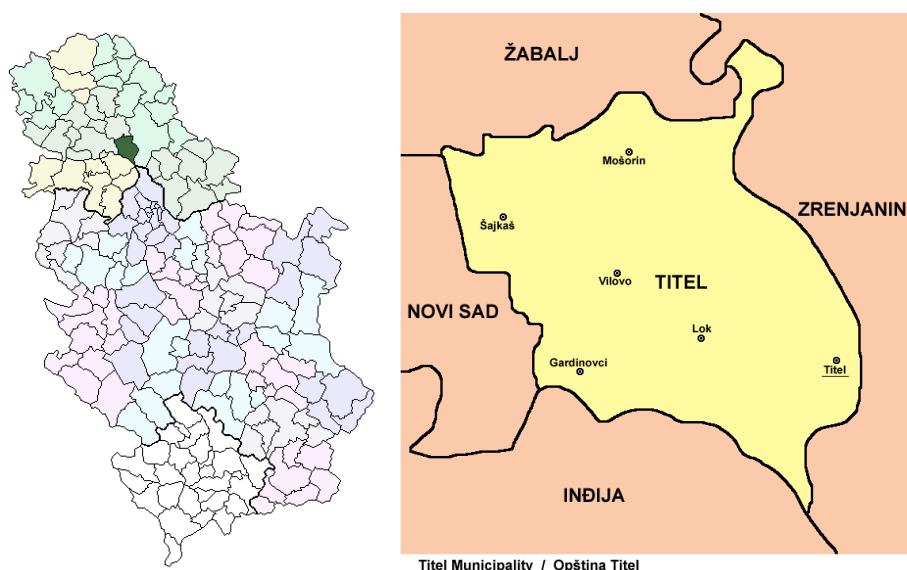 ŽABALJ
Mošorin
ZRENJANIN
Šajkaš
Vilovo
TITEL
NOVI SAD
Lok
Gardinovci
Titel
INĐIJA
Titel Municipality / Opština Titel